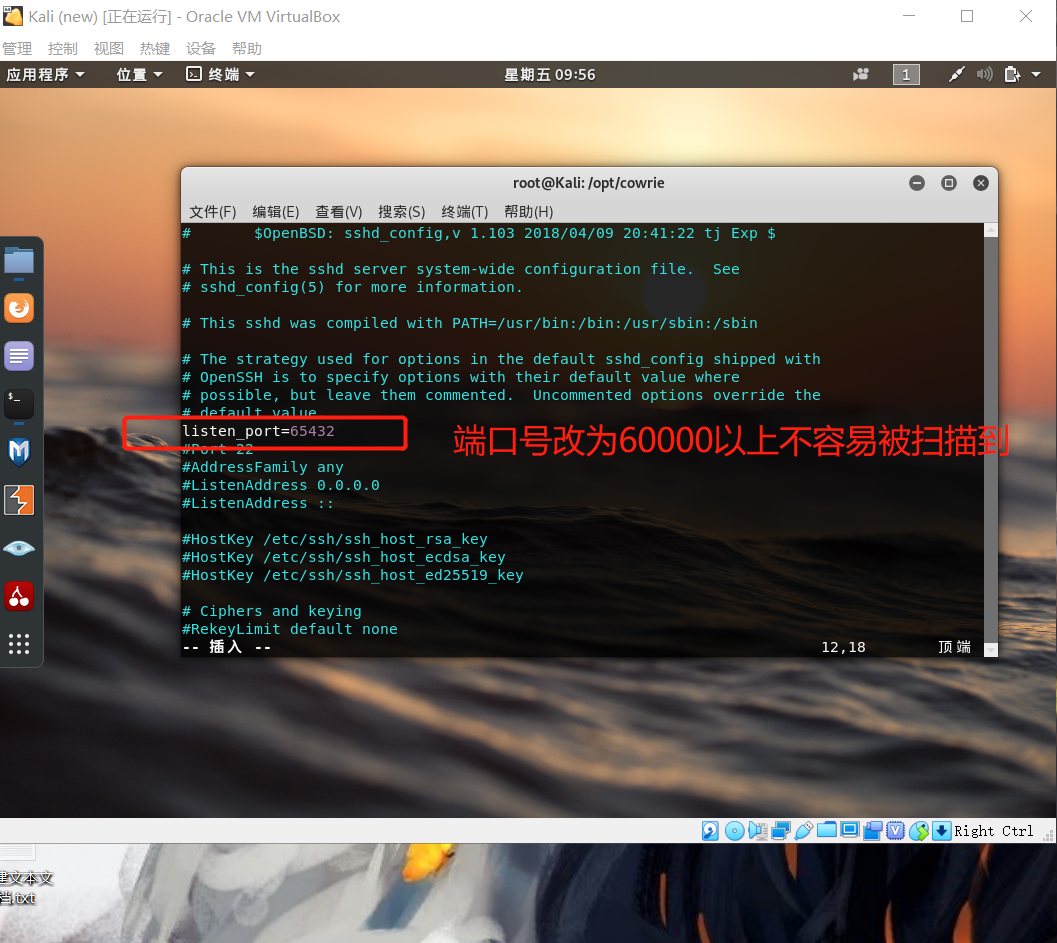 Kali (new) [正在运行] - Oracle VM VirtualBox
管理 控制 视图 热键 设备 帮助
应用程序 位置 终端 星期五 09:56 1
root@Kali: /opt/cowrie
文件(F) 编辑(E) 查看(V) 搜索(S) 终端(T) 帮助(H)
# $OpenBSD: sshd_config,v 1.103 2018/04/09 20:41:22 tj Exp $
# This is the sshd server system-wide configuration file. See
# sshd_config(5) for more information.
# This sshd was compiled with PATH=/usr/bin:/bin:/usr/sbin:/sbin
# The strategy used for options in the default sshd_config shipped with
# OpenSSH is to specify options with their default value where
# possible, but leave them commented. Uncommented options override the
# default value
listen_port=65432
端口号改为60000以上不容易被扫描到
#Port 22
#AddressFamily any
#ListenAddress 0.0.0.0
#ListenAddress ::
#HostKey /etc/ssh/ssh_host_rsa_key
#HostKey /etc/ssh/ssh_host_ecdsa_key
#HostKey /etc/ssh/ssh_host_ed25519_key
# Ciphers and keying
#RekeyLimit default none
-- 插入 -- 12,18 顶端
Right Ctrl
建文本文
档.txt